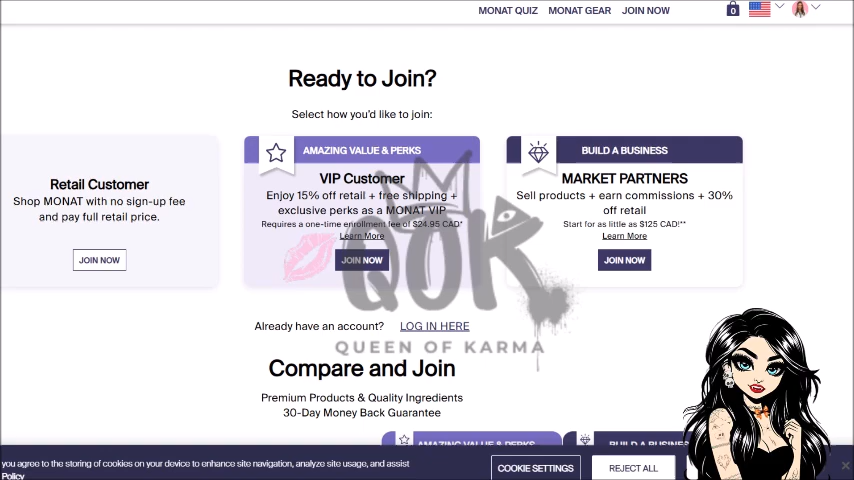 MONAT QUIZ MONAT GEAR JOIN NOW 0
Ready to Join?
Select how you'd like to join:
Retail Customer
Shop MONAT with no sign-up fee
and pay full retail price.
JOIN NOW
AMAZING VALUE & PERKS
VIP Customer
Enjoy 15% off retail + free shipping +
exclusive perks as a MONAT VIP
Requires a one-time enrollment fee of $24.95 CAD*
Learn More
JOIN NOW
BUILD A BUSINESS
MARKET PARTNERS
Sell products + earn commissions + 30%
off retail
Start for as little as $125 CAD!**
Learn More
JOIN NOW
QOK
QUEEN OF KARMA
Already have an account? LOG IN HERE
Compare and Join
Premium Products & Quality Ingredients
30-Day Money Back Guarantee
AMAZING VALUE & PERKS
BUILD A BUSINE
you agree to the storing of cookies on your device to enhance site navigation, analyze site usage, and assist
Policy
COOKIE SETTINGS
REJECT ALL